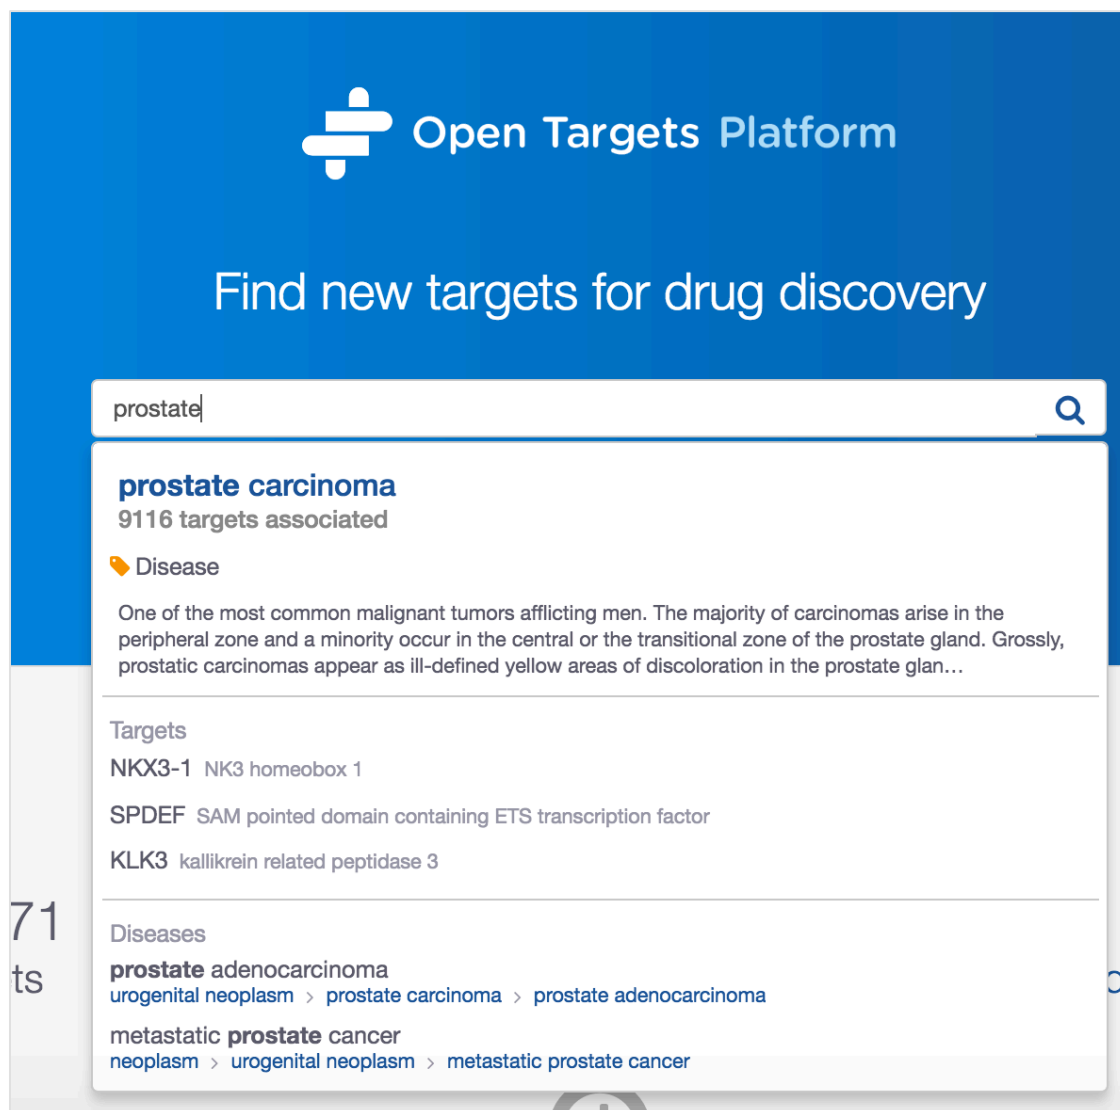 Open Targets Platform
Find new targets for drug discovery
prostate
prostate carcinoma
9116 targets associated
Disease
One of the most common malignant tumors afflicting men. The majority of carcinomas arise in the
peripheral zone and a minority occur in the central or the transitional zone of the prostate gland. Grossly,
prostatic carcinomas appear as ill-defined yellow areas of discoloration in the prostate glan…
Targets
NKX3-1 NK3 homeobox 1
SPDEF SAM pointed domain containing ETS transcription factor
KLK3 kallikrein related peptidase 3
71
Diseases
prostate adenocarcinoma
ts
urogenital neoplasm > prostate carcinoma > prostate adenocarcinoma
metastatic prostate cancer
neoplasm > urogenital neoplasm > metastatic prostate cancer